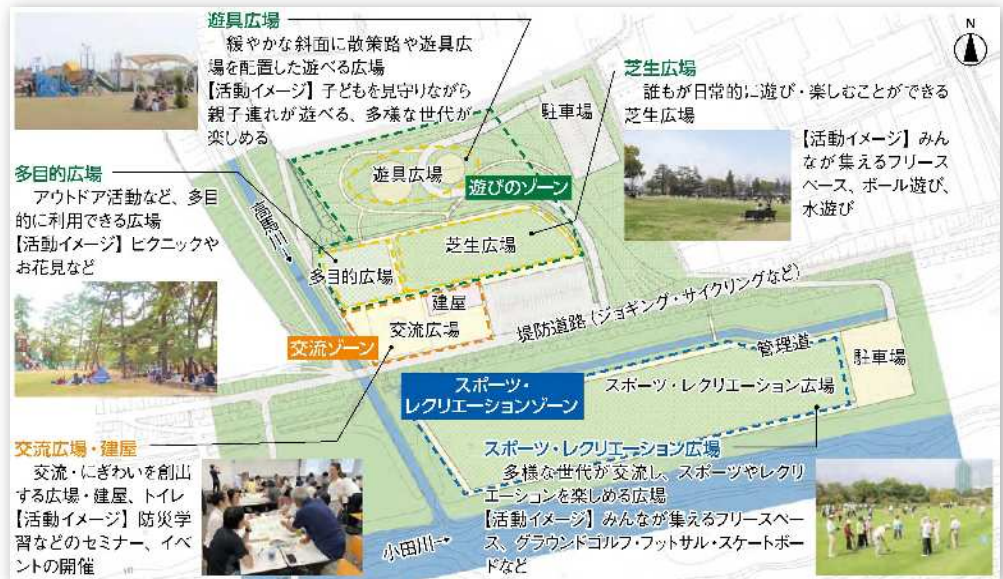 遊具広場
緩やかな斜面に散策路や遊具広
場を配置した遊べる広場
【活動イメージ】子どもを見守りながら
親子連れが遊べる、多様な世代が
楽しめる
多目的広場
アウトドア活動など、多目
的に利用できる広場
【活動イメージ】ピクニックや
お花見など
芝生広場
誰もが日常的に遊び・楽しむことができる
芝生広場
【活動イメージ】みん
なが集えるフリース
ペース、ボール遊び、
水遊び
N
駐車場
遊具広場
遊びのゾーン
高馬川
多目的広場
芝生広場
建屋
交流広場
交流ゾーン
堤防道路(ジョギング・サイクリングなど)
管理道
駐車場
スポーツ・
レクリエーションゾーン
スポーツ・レクリエーション広場
交流広場・建屋
交流・にぎわいを創出
する広場・建屋、トイレ
【活動イメージ】防災学
習などのセミナー、イベ
ントの開催
スポーツ・レクリエーション広場
多様な世代が交流し、スポーツやレクリ
エーションを楽しめる広場
【活動イメージ】みんなが集えるフリースペー
ス、グラウンドゴルフ・フットサル・スケートボー
ドなど
小田川